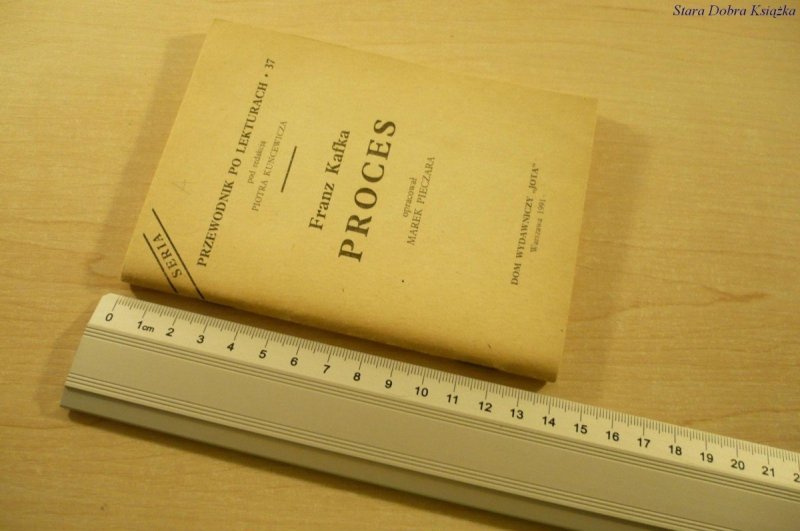 Stara Dobra Książka
SERIA
PRZEWODNIK PO LEKTURACH • 37
pod redakcją
PIOTRA KUNCEWICZA
Franz Kafka
PROCES
opracował
MAREK PIECZARA
DOM WYDAWNICZY „JOTA”
Warszawa 1991
0 1cm 2 3 4 5 6 7 8 9 10 11 12 13 14 15 16 17 18 19 20 21